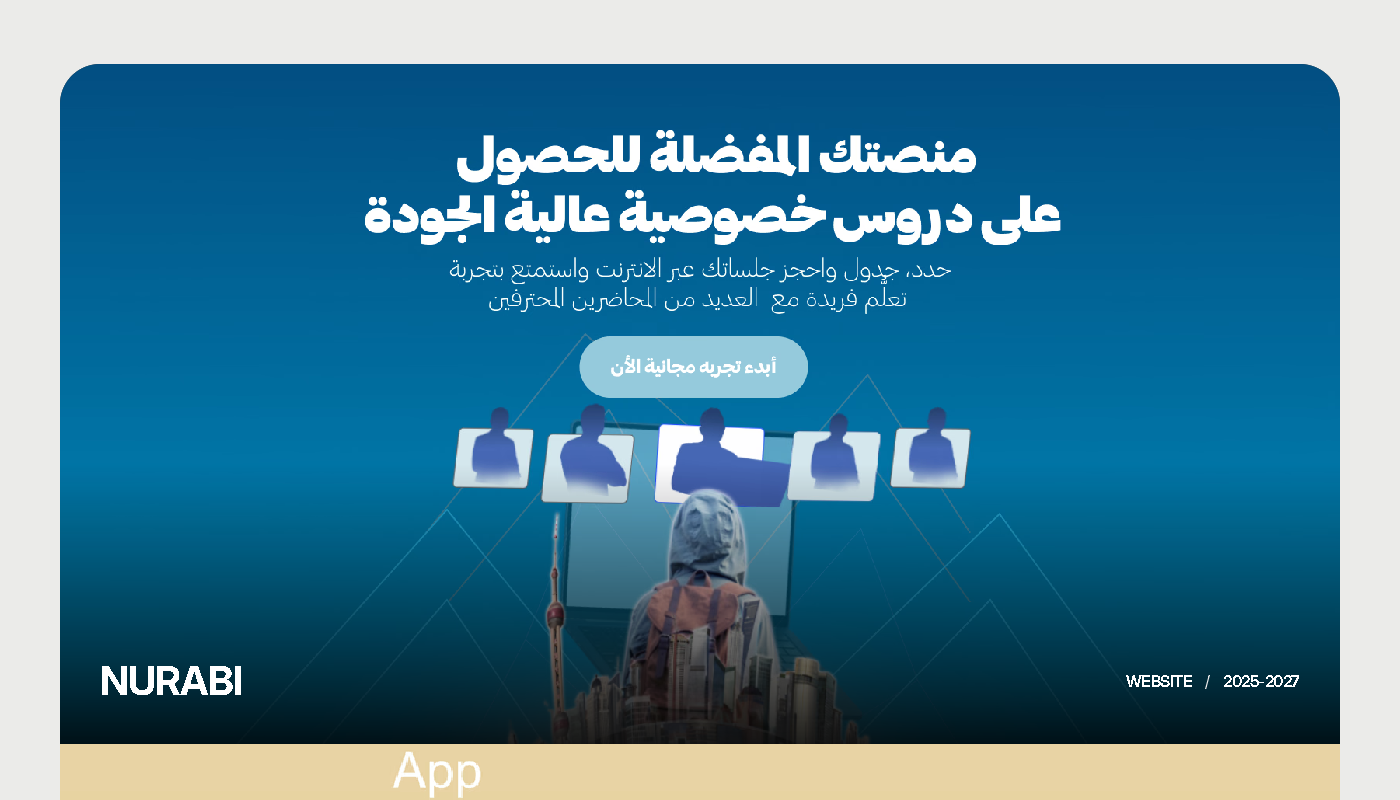 منصتك المفضلة للحصول
على دروس خصوصية عالية الجودة
حدد، جدول واحجز جلساتك عبر الانترنت واستمتع بتجربة
تعلّم فريدة مع العديد من المحاضرين المحترفين
أبدء تجربه مجانية الأن
NURABI
WEBSITE / 2025-2027
App